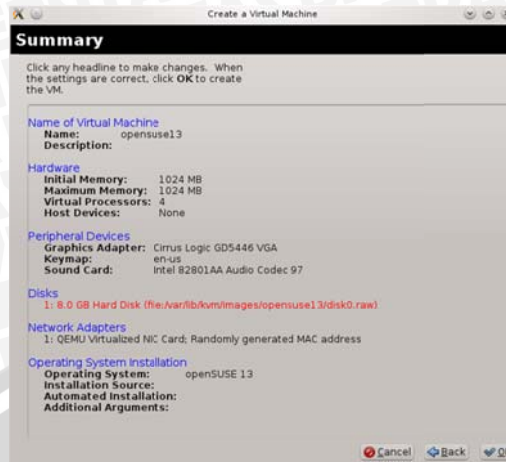 Create a Virtual Machine
Summary
Click any headline to make changes. When
the settings are correct, click OK to create
the VM.
Name of Virtual Machine
Name: opensuse13
Description:
Hardware
Initial Memory: 1024 MB
Maximum Memory: 1024 MB
Virtual Processors: 4
Host Devices: None
Peripheral Devices
Graphics Adapter: Cirrus Logic GD5446 VGA
Keymap: en-us
Sound Card: Intel 82801AA Audio Codec 97
Disks
1: 8.0 GB Hard Disk (file:/var/lib/kvm/images/opensuse13/disk0.raw)
Network Adapters
1: QEMU Virtualized NIC Card; Randomly generated MAC address
Operating System Installation
Operating System: openSUSE 13
Installation Source:
Automated Installation:
Additional Arguments:
Cancel Back